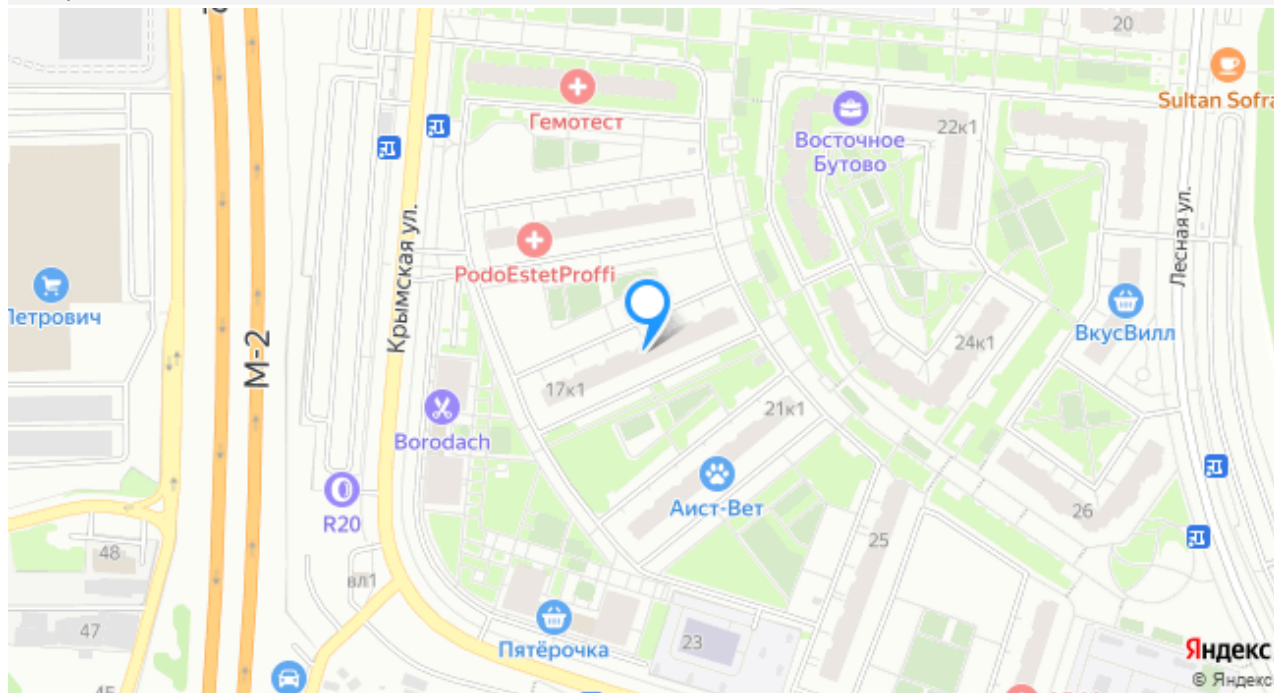 20
Sultan Sofra
Гемотест
22к1
Восточное
Бутово
Крымская ул.
PodoEstetProffi
Лесная ул.
Петрович
М-2
ВкусВилл
24к1
17к1
21к1
Borodach
Аист-Вет
R20
26
25
48
вл1
47
Пятёрочка
23
Яндекс
© Яндекс